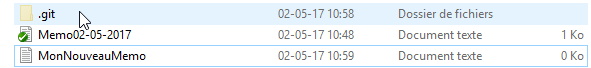 .git 02-05-17 10:58 Dossier de fichiers
Memo02-05-2017 02-05-17 10:48 Document texte 1 Ko
MonNouveauMemo 02-05-17 10:59 Document texte 0 Ko